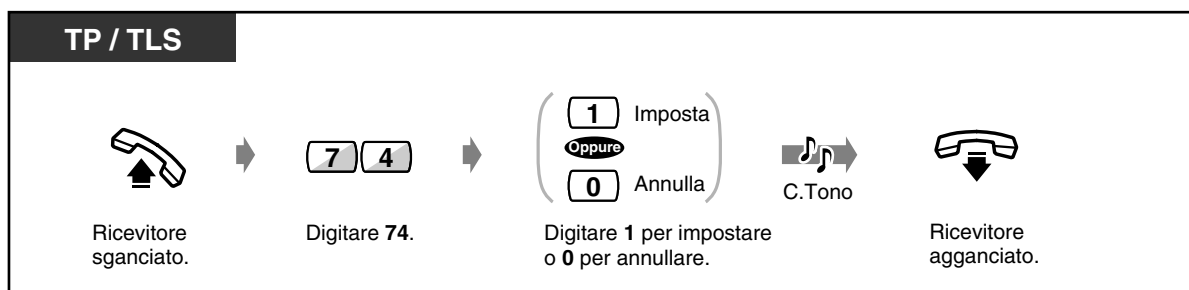 TP / TLS
1 Imposta
Oppure
0 Annulla
7 4
C.Tono
Ricevitore
sganciato.
Digitare 74.
Digitare 1 per impostare
o 0 per annullare.
Ricevitore
agganciato.